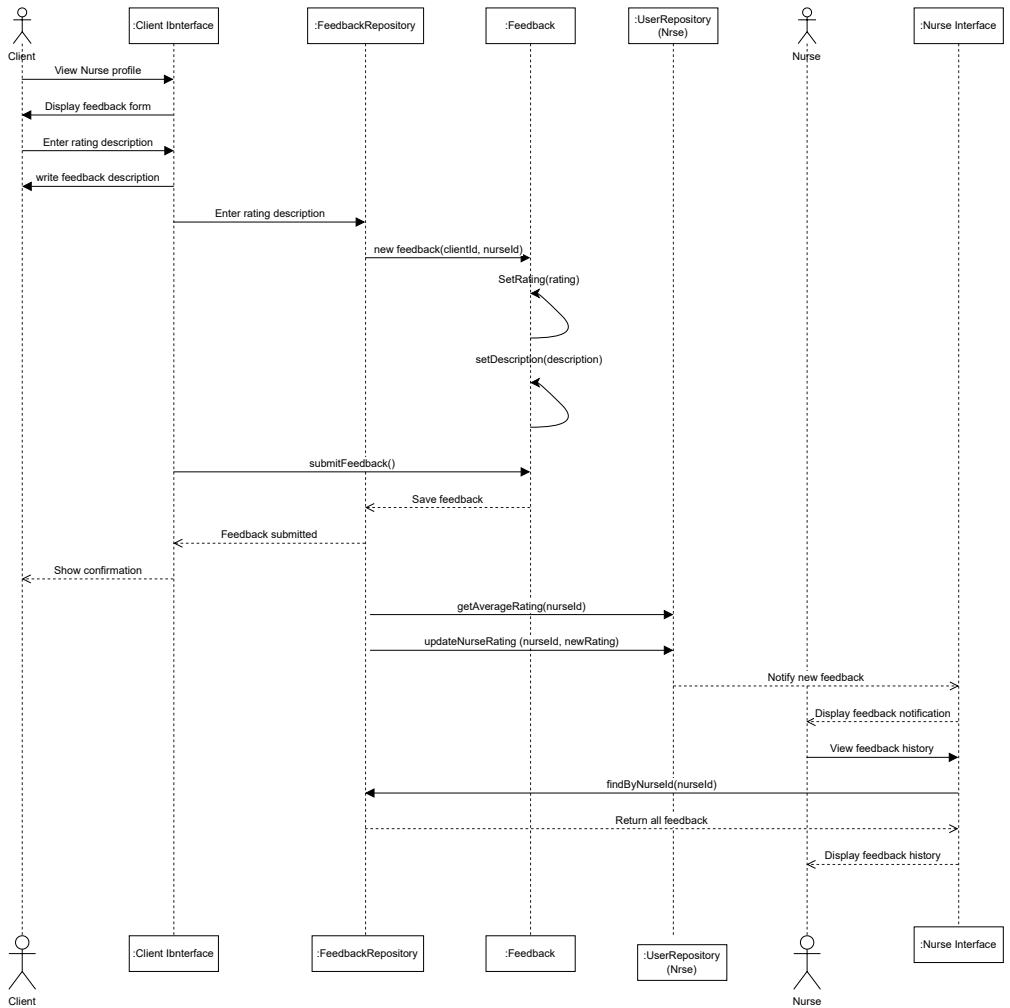 :Client Ibnterface
:FeedbackRepository
:Feedback
:UserRepository
(Nrse)
:Nurse Interface
Client
Nurse
View Nurse profile
Display feedback form
Enter rating description
write feedback description
Enter rating description
new feedback(clientId, nurseId)
SetRating(rating)
setDescription(description)
submitFeedback()
Save feedback
Feedback submitted
Show confirmation
getAverageRating(nurseId)
updateNurseRating (nurseId, newRating)
Notify new feedback
Display feedback notification
View feedback history
findByNurseId(nurseId)
Return all feedback
Display feedback history
:Client Ibnterface
:FeedbackRepository
:Feedback
:UserRepository
(Nrse)
:Nurse Interface
Client
Nurse